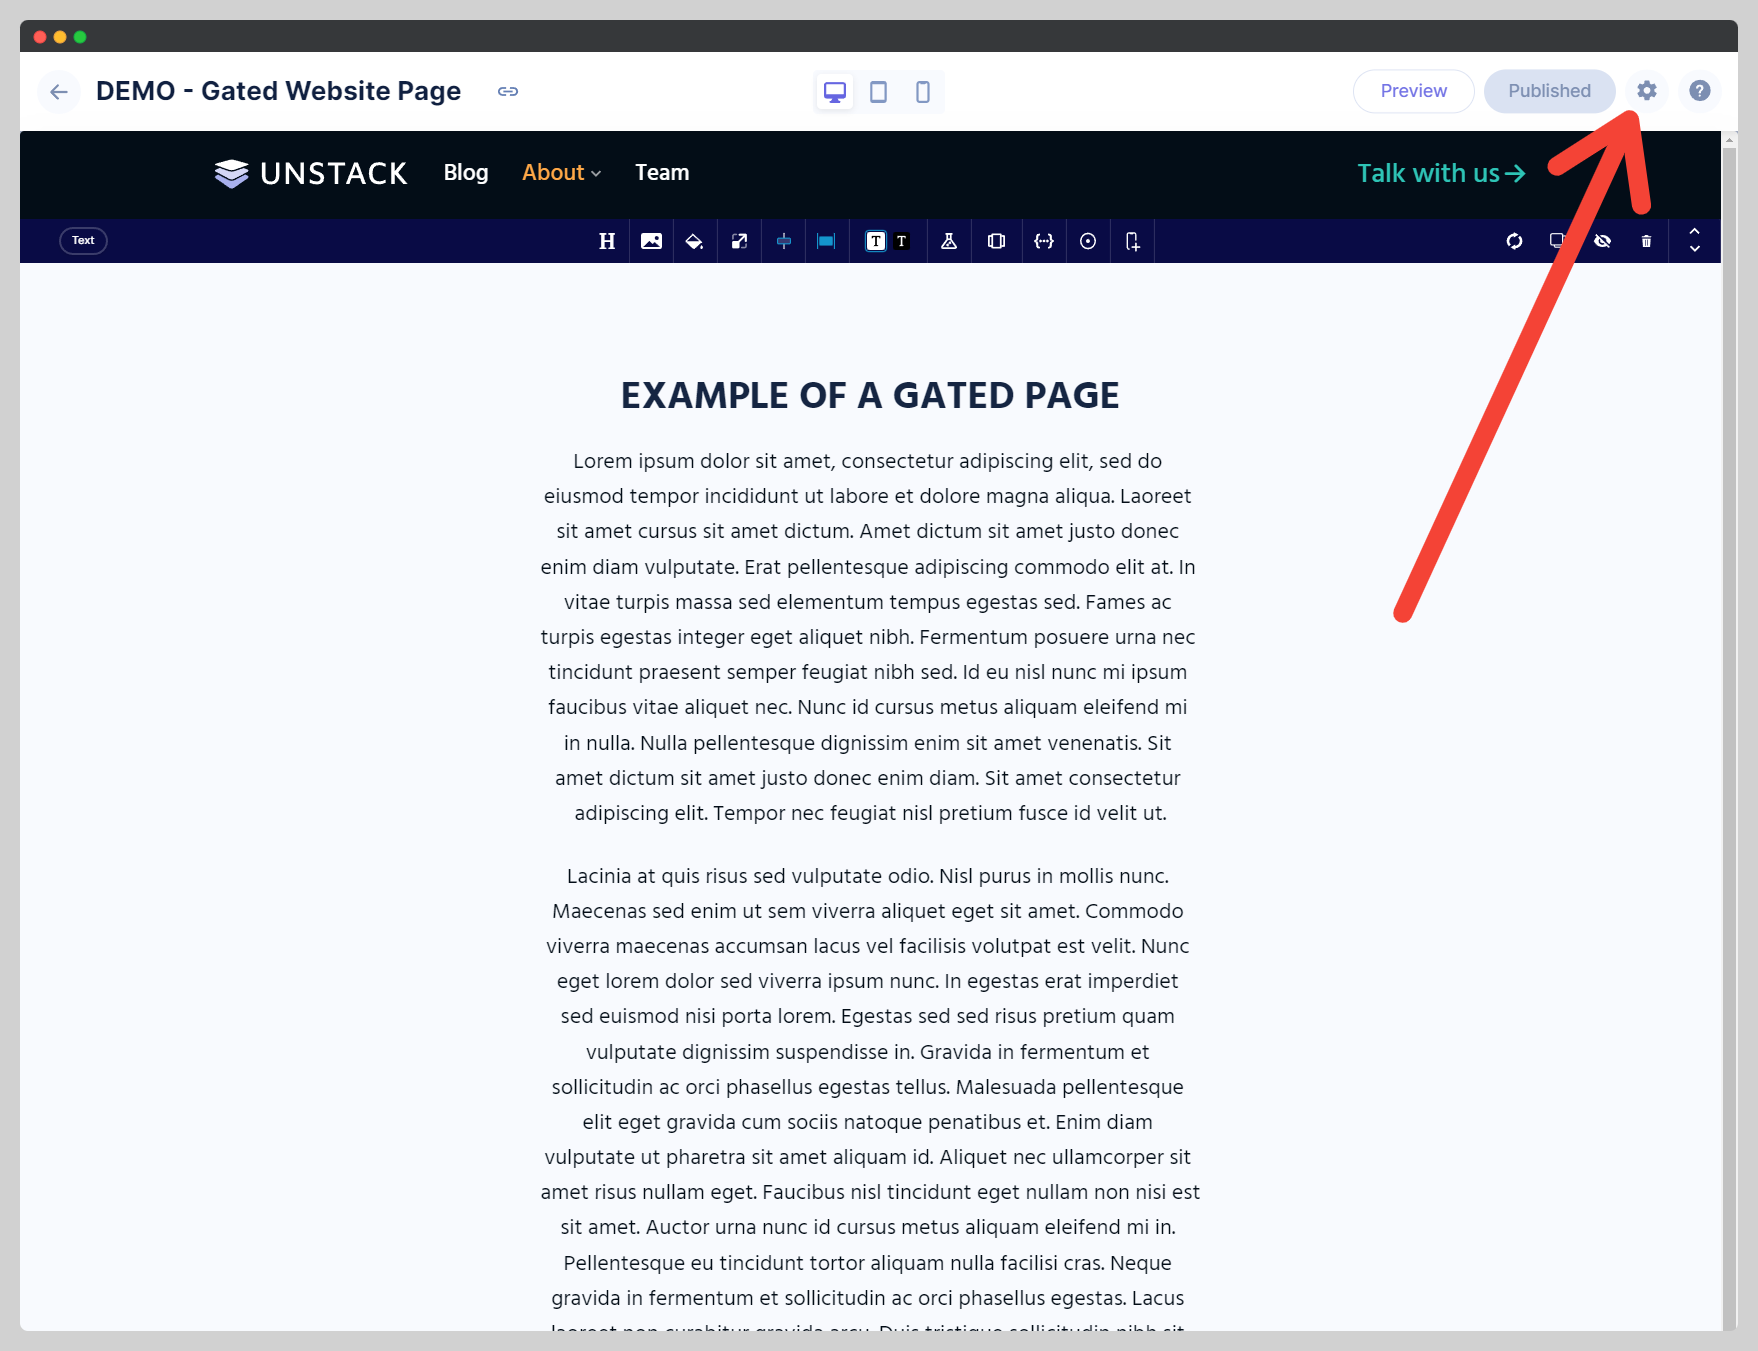 DEMO - Gated Website Page
Preview
Published
?
UNSTACK
Blog
About
Team
Talk with us
Text
H
T
T
EXAMPLE OF A GATED PAGE
Lorem ipsum dolor sit amet, consectetur adipiscing elit, sed do
eiusmod tempor incididunt ut labore et dolore magna aliqua. Laoreet
sit amet cursus sit amet dictum. Amet dictum sit amet justo donec
enim diam vulputate. Erat pellentesque adipiscing commodo elit at. In
vitae turpis massa sed elementum tempus egestas sed. Fames ac
turpis egestas integer eget aliquet nibh. Fermentum posuere urna nec
tincidunt praesent semper feugiat nibh sed. Id eu nisl nunc mi ipsum
faucibus vitae aliquet nec. Nunc id cursus metus aliquam eleifend mi
in nulla. Nulla pellentesque dignissim enim sit amet venenatis. Sit
amet dictum sit amet justo donec enim diam. Sit amet consectetur
adipiscing elit. Tempor nec feugiat nisl pretium fusce id velit ut.
Lacinia at quis risus sed vulputate odio. Nisl purus in mollis nunc.
Maecenas sed enim ut sem viverra aliquet eget sit amet. Commodo
viverra maecenas accumsan lacus vel facilisis volutpat est velit. Nunc
eget lorem dolor sed viverra ipsum nunc. In egestas erat imperdiet
sed euismod nisi porta lorem. Egestas sed sed risus pretium quam
vulputate dignissim suspendisse in. Gravida in fermentum et
sollicitudin ac orci phasellus egestas tellus. Malesuada pellentesque
elit eget gravida cum sociis natoque penatibus et. Enim diam
vulputate ut pharetra sit amet aliquam id. Aliquet nec ullamcorper sit
amet risus nullam eget. Faucibus nisl tincidunt eget nullam non nisi est
sit amet. Auctor urna nunc id cursus metus aliquam eleifend mi in.
Pellentesque eu tincidunt tortor aliquam nulla facilisi cras. Neque
gravida in fermentum et sollicitudin ac orci phasellus egestas. Lacus